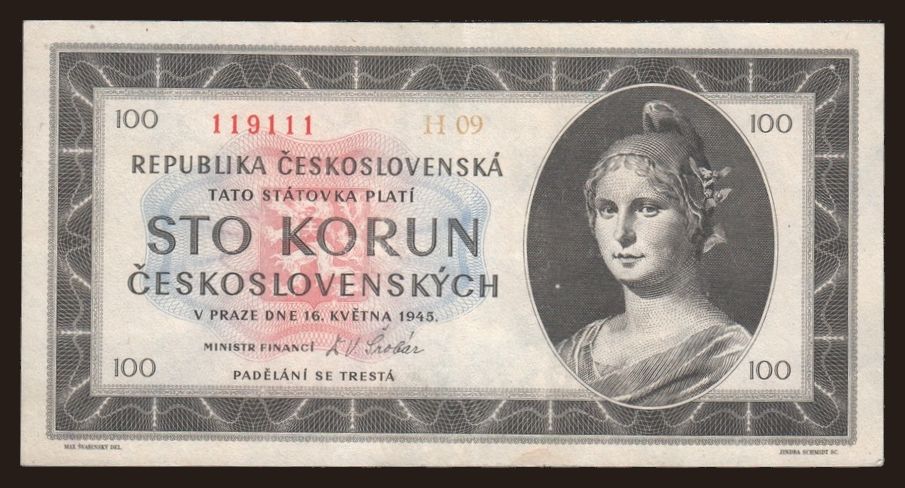 100
119111
H 09
100
REPUBLIKA ČESKOSLOVENSKÁ
TATO STÁTOVKA PLATÍ
STO KORUN
ČESKOSLOVENSKÝCH
V PRAZE DNE 16. KVĚTNA 1945.
MINISTR FINANCÍ
V. Šrobár
PADĚLÁNÍ SE TRESTÁ
100
100
MAX ŠVABINSKÝ DEL.
JINDRA SCHMIDT SC.